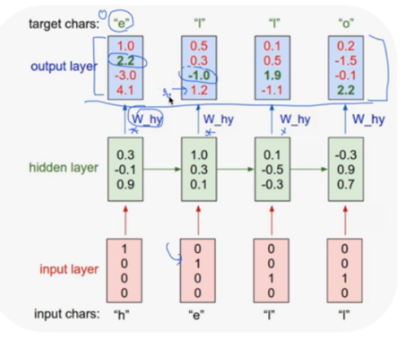 target chars: "e" "l" "l" "o"
output layer
1.0 0.5 0.1 0.2
2.2 0.3 0.5 -1.5
-3.0 -1.0 1.9 -0.1
4.1 1.2 -1.1 2.2
W_hy W_hy W_hy W_hy
hidden layer
0.3 1.0 0.1 -0.3
-0.1 0.3 -0.5 0.9
0.9 0.1 -0.3 0.7
input layer
1 0 0 0
0 1 0 0
0 0 1 1
0 0 0 0
input chars: "h" "e" "l" "l"